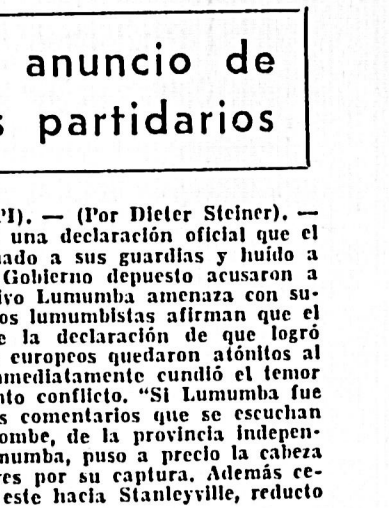 anuncio de
s partidarios
PI). — (Por Dieter Steiner). —
una declaración oficial que el
nado a sus guardias y huído a
Gobierno depuesto acusaron a
ivo Lumumba amenaza con su-
os lumumbistas afirman que el
e la declaración de que logró
europeos quedaron atónitos al
nmediatamente cundió el temor
nto conflicto. "Si Lumumba fue
s comentarios que se escuchan
ombe, de la provincia indepen-
numba, puso a precio la cabeza
res por su captura. Además ce-
este hacia Stanleyville, reducto